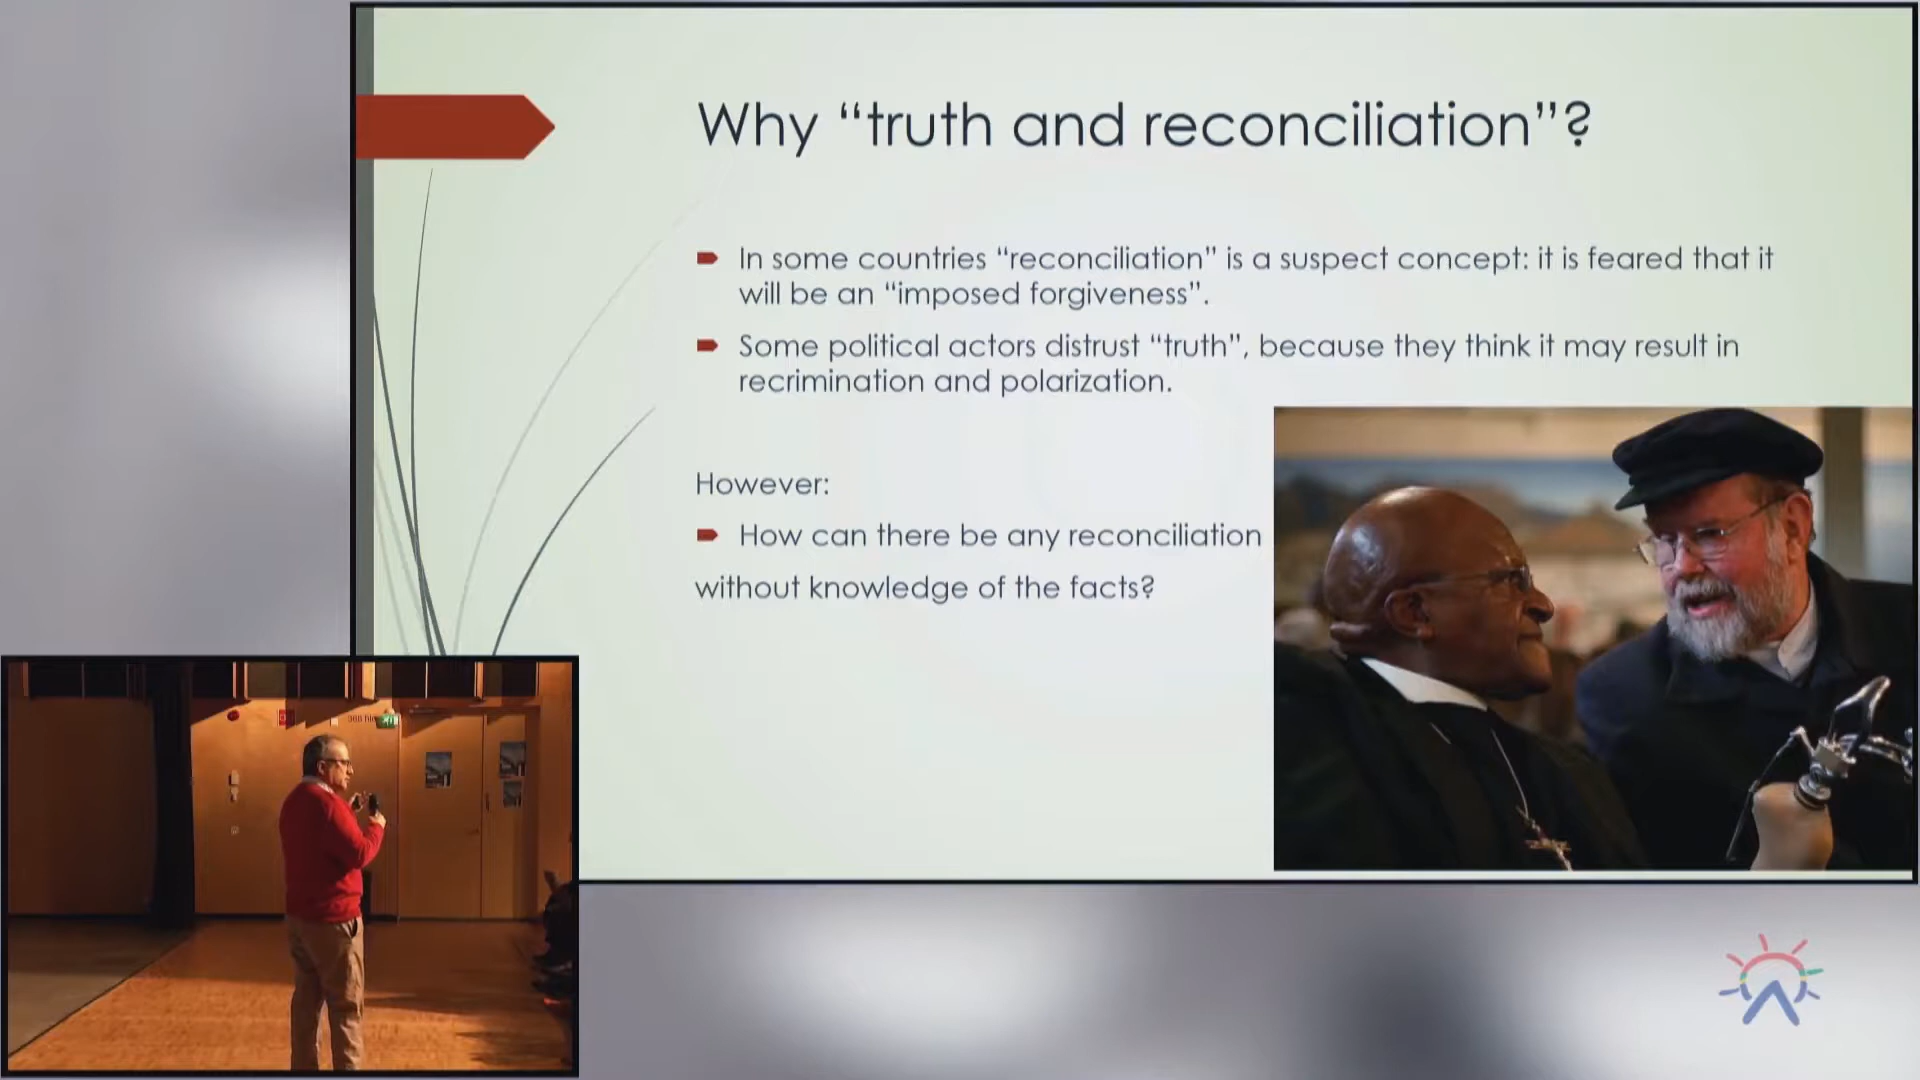 Why “truth and reconciliation”?
In some countries “reconciliation” is a suspect concept: it is feared that it
will be an “imposed forgiveness”.
Some political actors distrust “truth”, because they think it may result in
recrimination and polarization.
However:
How can there be any reconciliation
without knowledge of the facts?